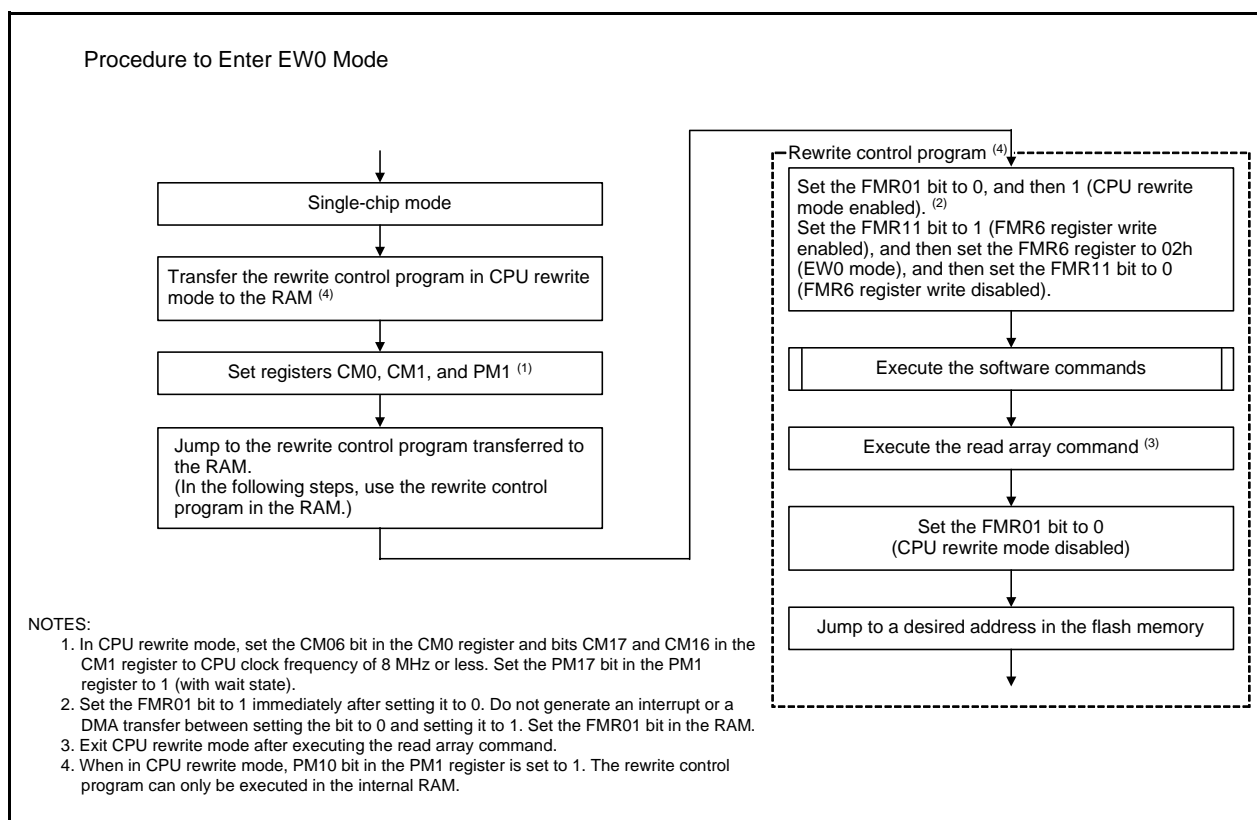 Procedure to Enter EW0 Mode
Single-chip mode
Transfer the rewrite control program in CPU rewrite
mode to the RAM (4)
Set registers CM0, CM1, and PM1 (1)
Jump to the rewrite control program transferred to
the RAM.
(In the following steps, use the rewrite control
program in the RAM.)
Rewrite control program (4)
Set the FMR01 bit to 0, and then 1 (CPU rewrite
mode enabled). (2)
Set the FMR11 bit to 1 (FMR6 register write
enabled), and then set the FMR6 register to 02h
(EW0 mode), and then set the FMR11 bit to 0
(FMR6 register write disabled).
Execute the software commands
Execute the read array command (3)
Set the FMR01 bit to 0
(CPU rewrite mode disabled)
Jump to a desired address in the flash memory
NOTES:
1. In CPU rewrite mode, set the CM06 bit in the CM0 register and bits CM17 and CM16 in the
CM1 register to CPU clock frequency of 8 MHz or less. Set the PM17 bit in the PM1
register to 1 (with wait state).
2. Set the FMR01 bit to 1 immediately after setting it to 0. Do not generate an interrupt or a
DMA transfer between setting the bit to 0 and setting it to 1. Set the FMR01 bit in the RAM.
3. Exit CPU rewrite mode after executing the read array command.
4. When in CPU rewrite mode, PM10 bit in the PM1 register is set to 1. The rewrite control
program can only be executed in the internal RAM.